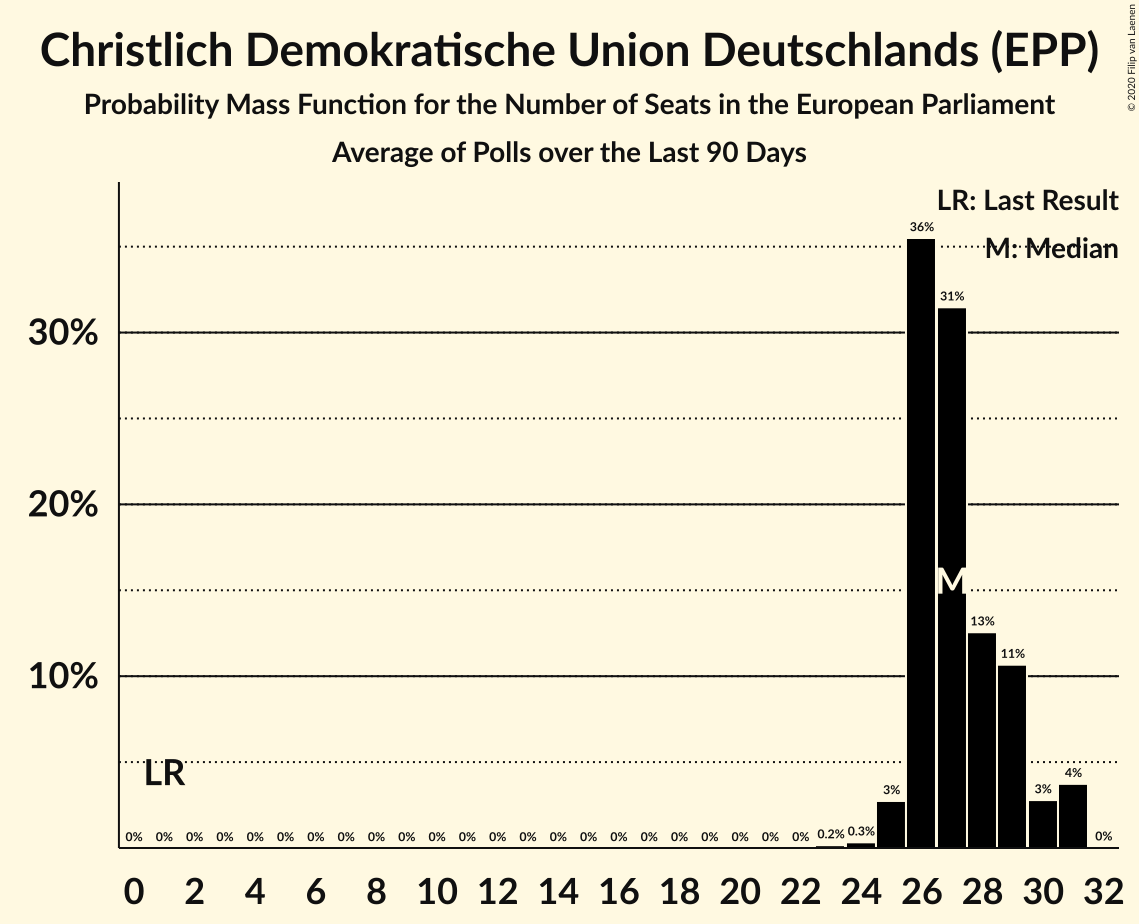 Christlich Demokratische Union Deutschlands (EPP)
Probability Mass Function for the Number of Seats in the European Parliament
Average of Polls over the Last 90 Days
© 2020 Filip van Laenen
LR: Last Result
M: Median
36%
31%
30%
20%
M
13%
11%
10%
LR
4%
3% 3%
0% 0% 0% 0% 0% 0% 0% 0% 0% 0% 0% 0% 0% 0% 0% 0% 0% 0% 0% 0% 0% 0% 0% 0.2% 0.3% 0%
0 2 4 6 8 10 12 14 16 18 20 22 24 26 28 30 32